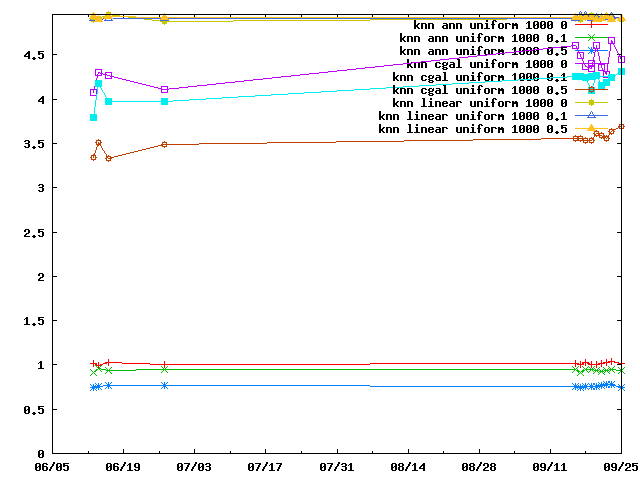 knn ann uniform 1000 0
knn ann uniform 1000 0.1
knn ann uniform 1000 0.5
knn cgal uniform 1000 0
knn cgal uniform 1000 0.1
knn cgal uniform 1000 0.5
knn linear uniform 1000 0
knn linear uniform 1000 0.1
knn linear uniform 1000 0.5
4.5
4
3.5
3
2.5
2
1.5
1
0.5
0
06/05 06/19 07/03 07/17 07/31 08/14 08/28 09/11 09/25